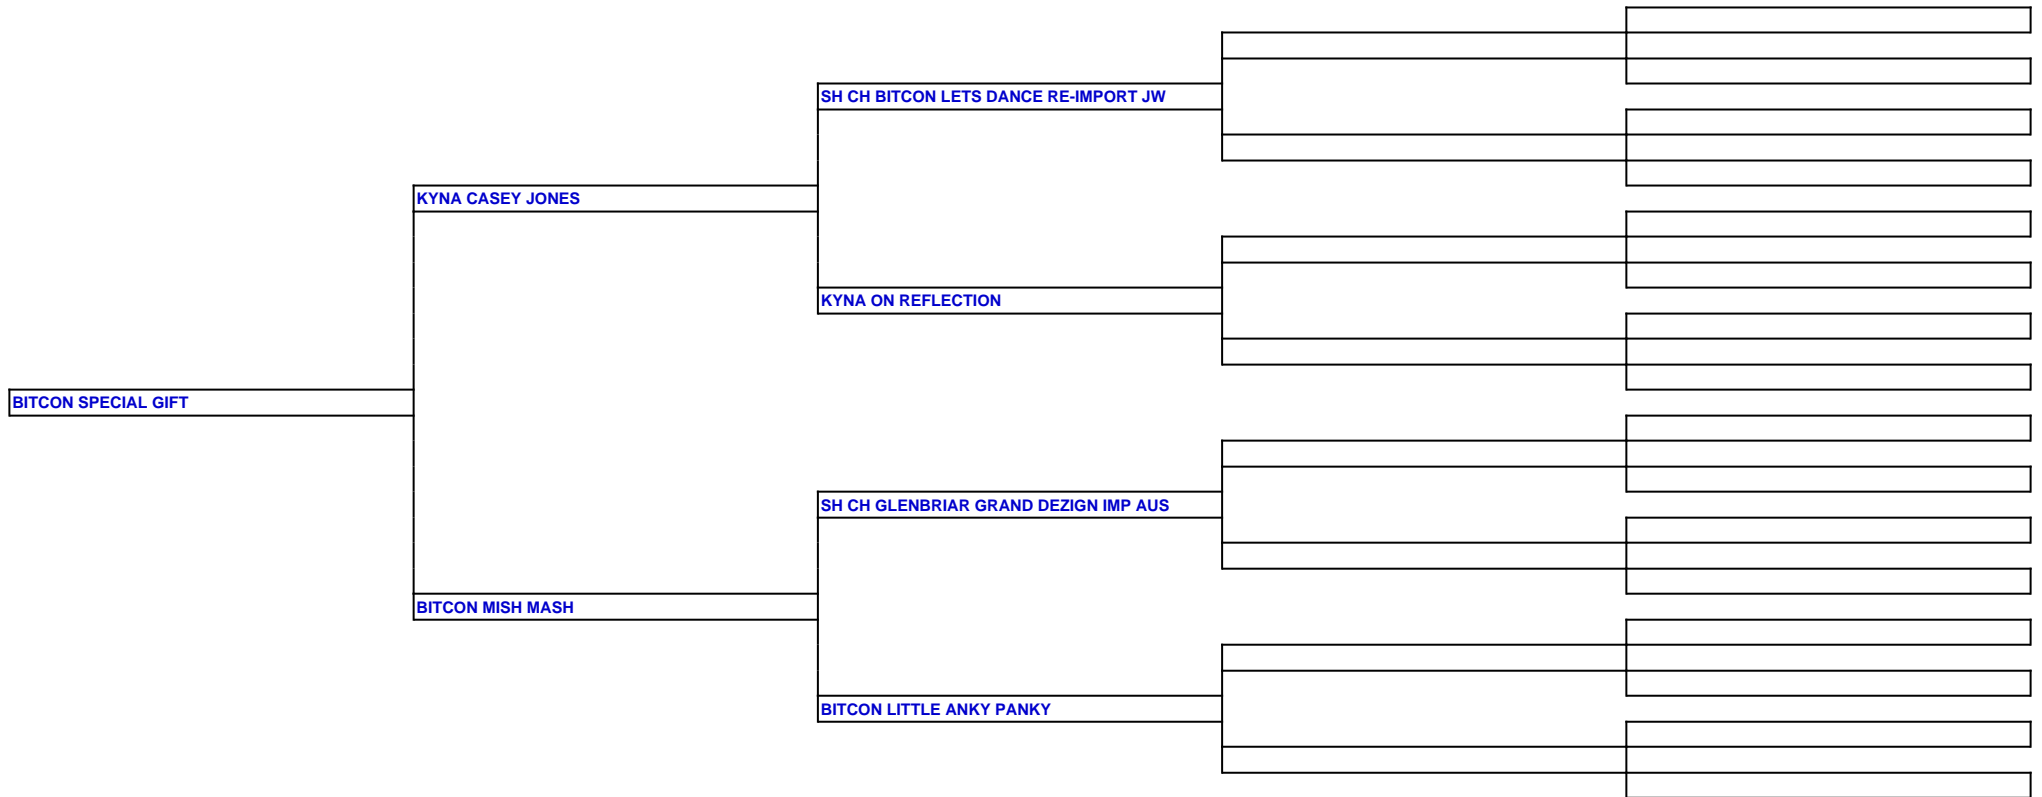 SH CH BITCON LETS DANCE RE-IMPORT JW
KYNA CASEY JONES
KYNA ON REFLECTION
BITCON SPECIAL GIFT
SH CH GLENBRIAR GRAND DEZIGN IMP AUS
BITCON MISH MASH
BITCON LITTLE ANKY PANKY